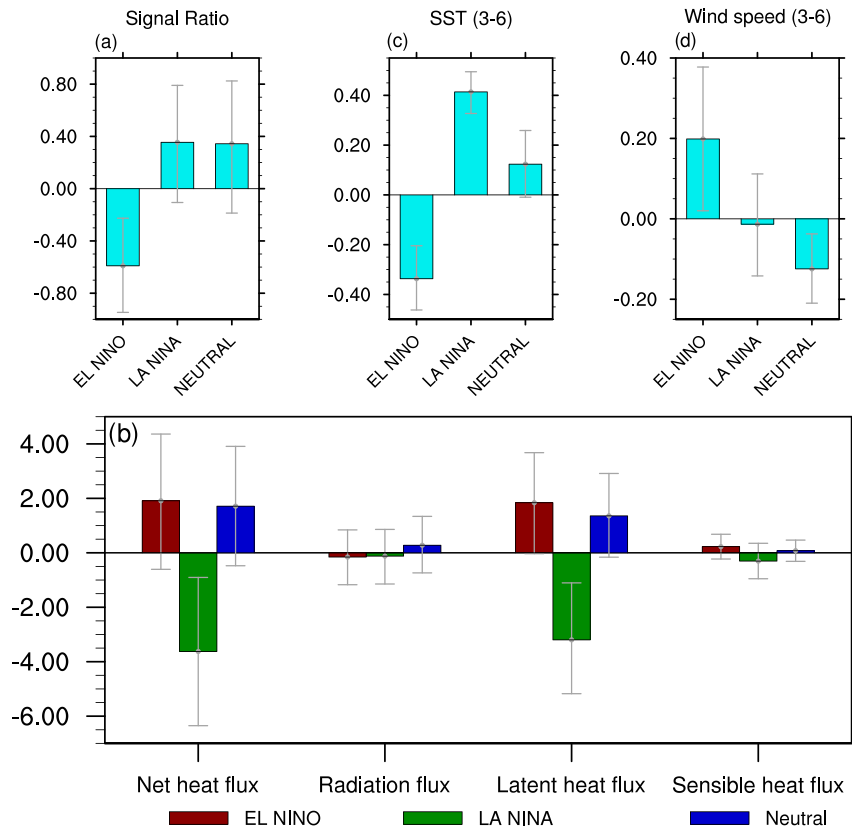 Signal Ratio
SST (3-6)
Wind speed (3-6)
(a)
(c)
(d)
0.80
0.40
0.00
-0.40
-0.80
0.40
0.20
0.00
-0.20
-0.40
0.40
0.20
0.00
-0.20
EL NINO
LA NINA
NEUTRAL
EL NINO
LA NINA
NEUTRAL
EL NINO
LA NINA
NEUTRAL
(b)
4.00
2.00
0.00
-2.00
-4.00
-6.00
Net heat flux
Radiation flux
Latent heat flux
Sensible heat flux
EL NINO
LA NINA
Neutral